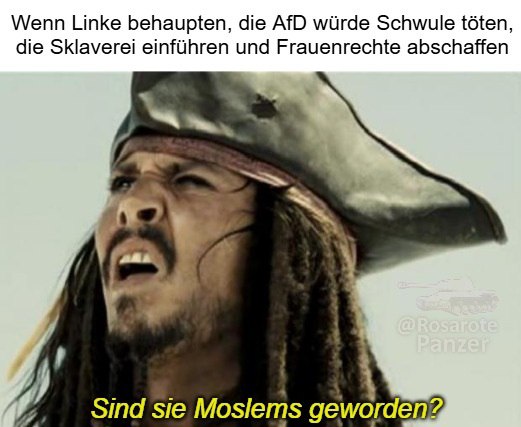 Wenn Linke behaupten, die AfD würde Schwule töten,
die Sklaverei einführen und Frauenrechte abschaffen
@Rosarote
Panzer
Sind sie Moslems geworden?